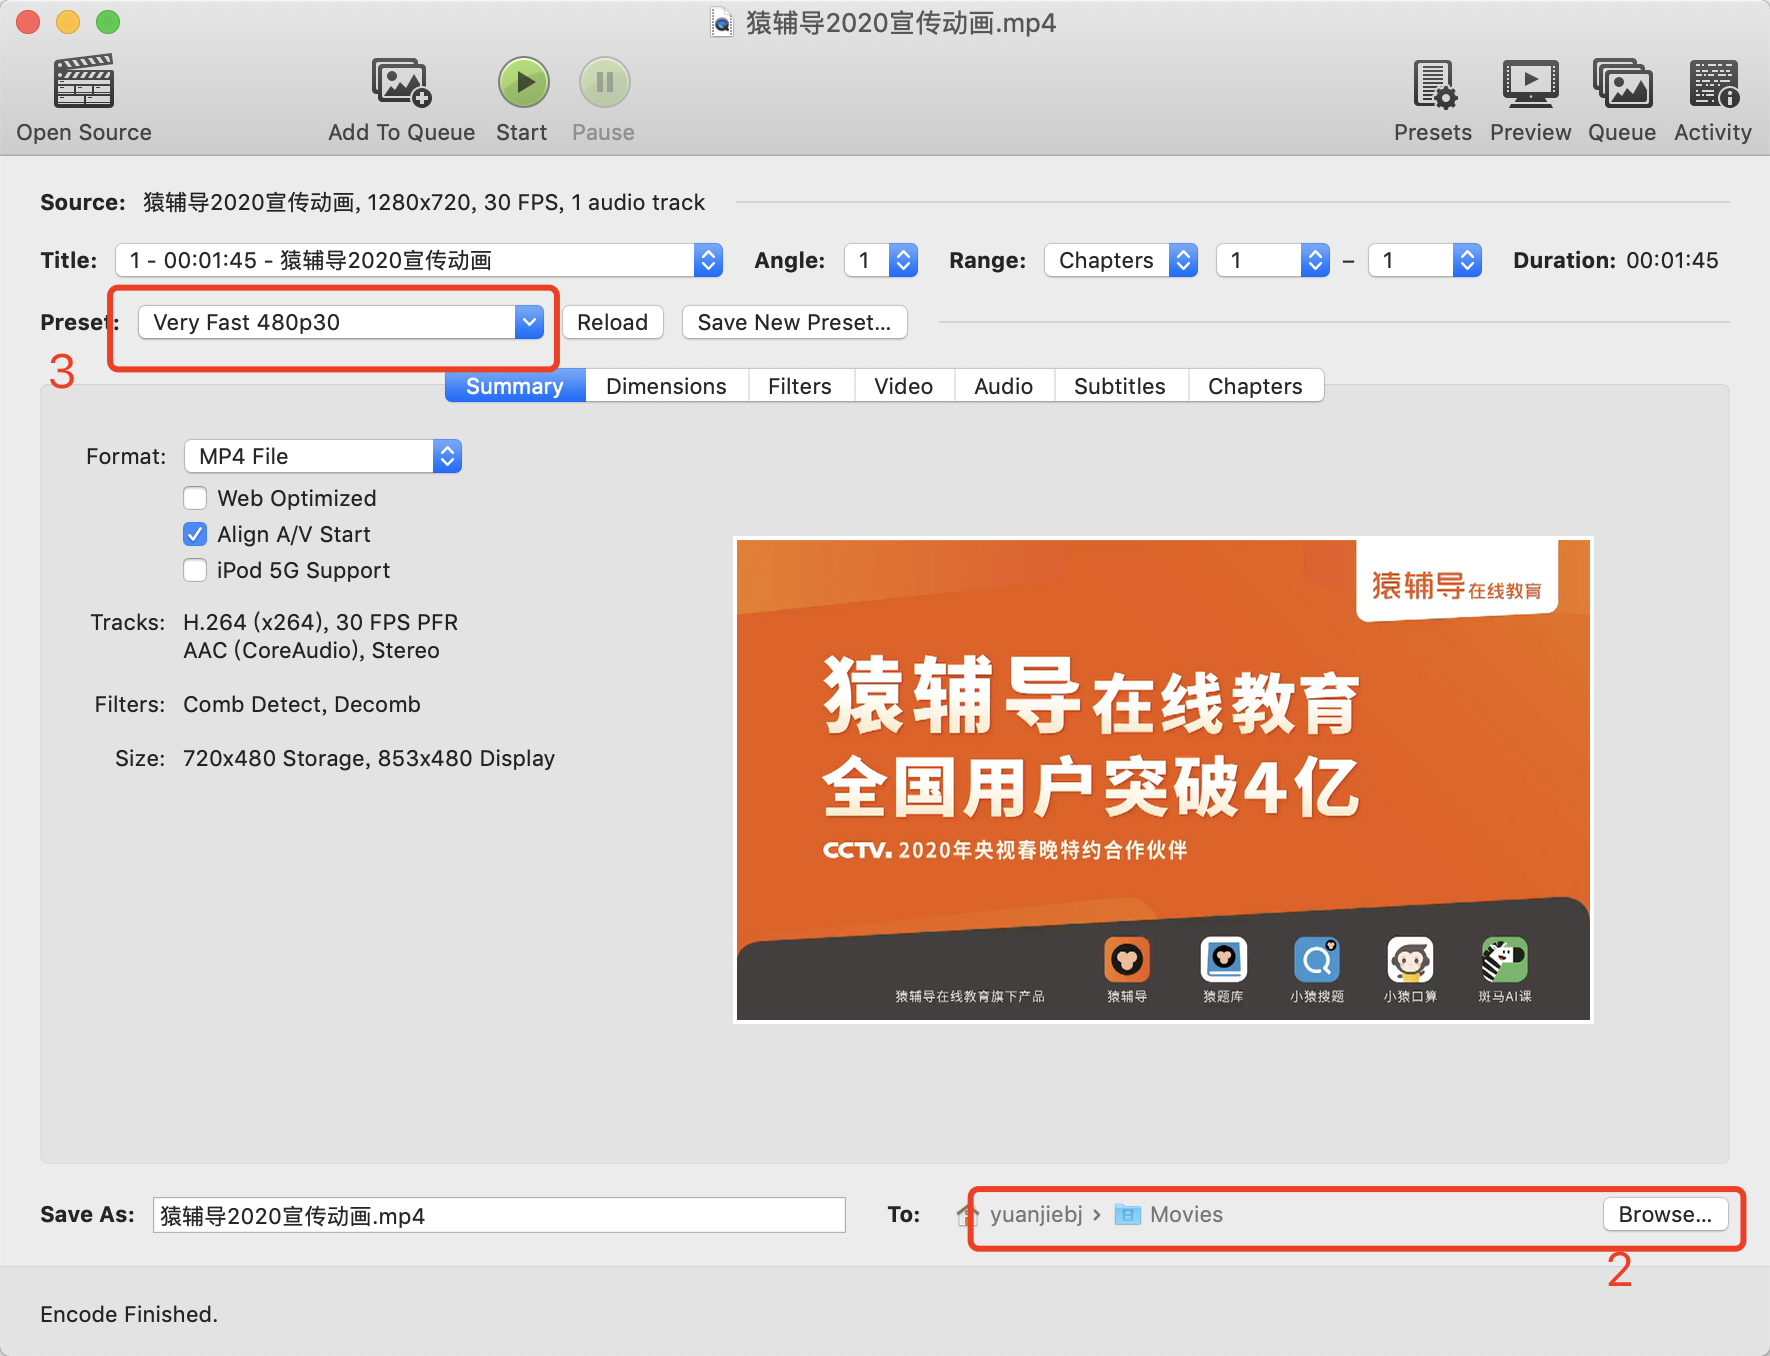 猿辅导2020宣传动画.mp4
Open Source
Add To Queue
Start
Pause
Presets
Preview
Queue
Activity
Source: 猿辅导2020宣传动画, 1280x720, 30 FPS, 1 audio track
Title: 1 - 00:01:45 - 猿辅导2020宣传动画
Angle: 1
Range: Chapters 1 – 1
Duration: 00:01:45
Preset: Very Fast 480p30
Reload
Save New Preset...
3
Summary
Dimensions
Filters
Video
Audio
Subtitles
Chapters
Format: MP4 File
Web Optimized
Align A/V Start
iPod 5G Support
Tracks: H.264 (x264), 30 FPS PFR
AAC (CoreAudio), Stereo
Filters: Comb Detect, Decomb
Size: 720x480 Storage, 853x480 Display
猿辅导在线教育
猿辅导在线教育
全国用户突破4亿
CCTV. 2020年央视春晚特约合作伙伴
猿辅导在线教育旗下产品
猿辅导
猿题库
小猿搜题
小猿口算
斑马AI课
Save As: 猿辅导2020宣传动画.mp4
To: yuanjiebj › Movies
Browse...
2
Encode Finished.